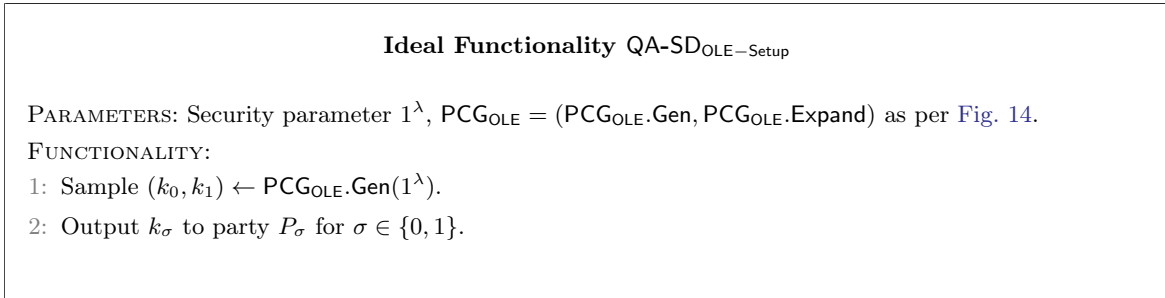 Ideal Functionality QA-SD_OLE−Setup
PARAMETERS: Security parameter 1^λ, PCG_OLE = (PCG_OLE.Gen, PCG_OLE.Expand) as per Fig. 14.
FUNCTIONALITY:
1: Sample (k_0, k_1) ← PCG_OLE.Gen(1^λ).
2: Output k_σ to party P_σ for σ ∈ {0, 1}.